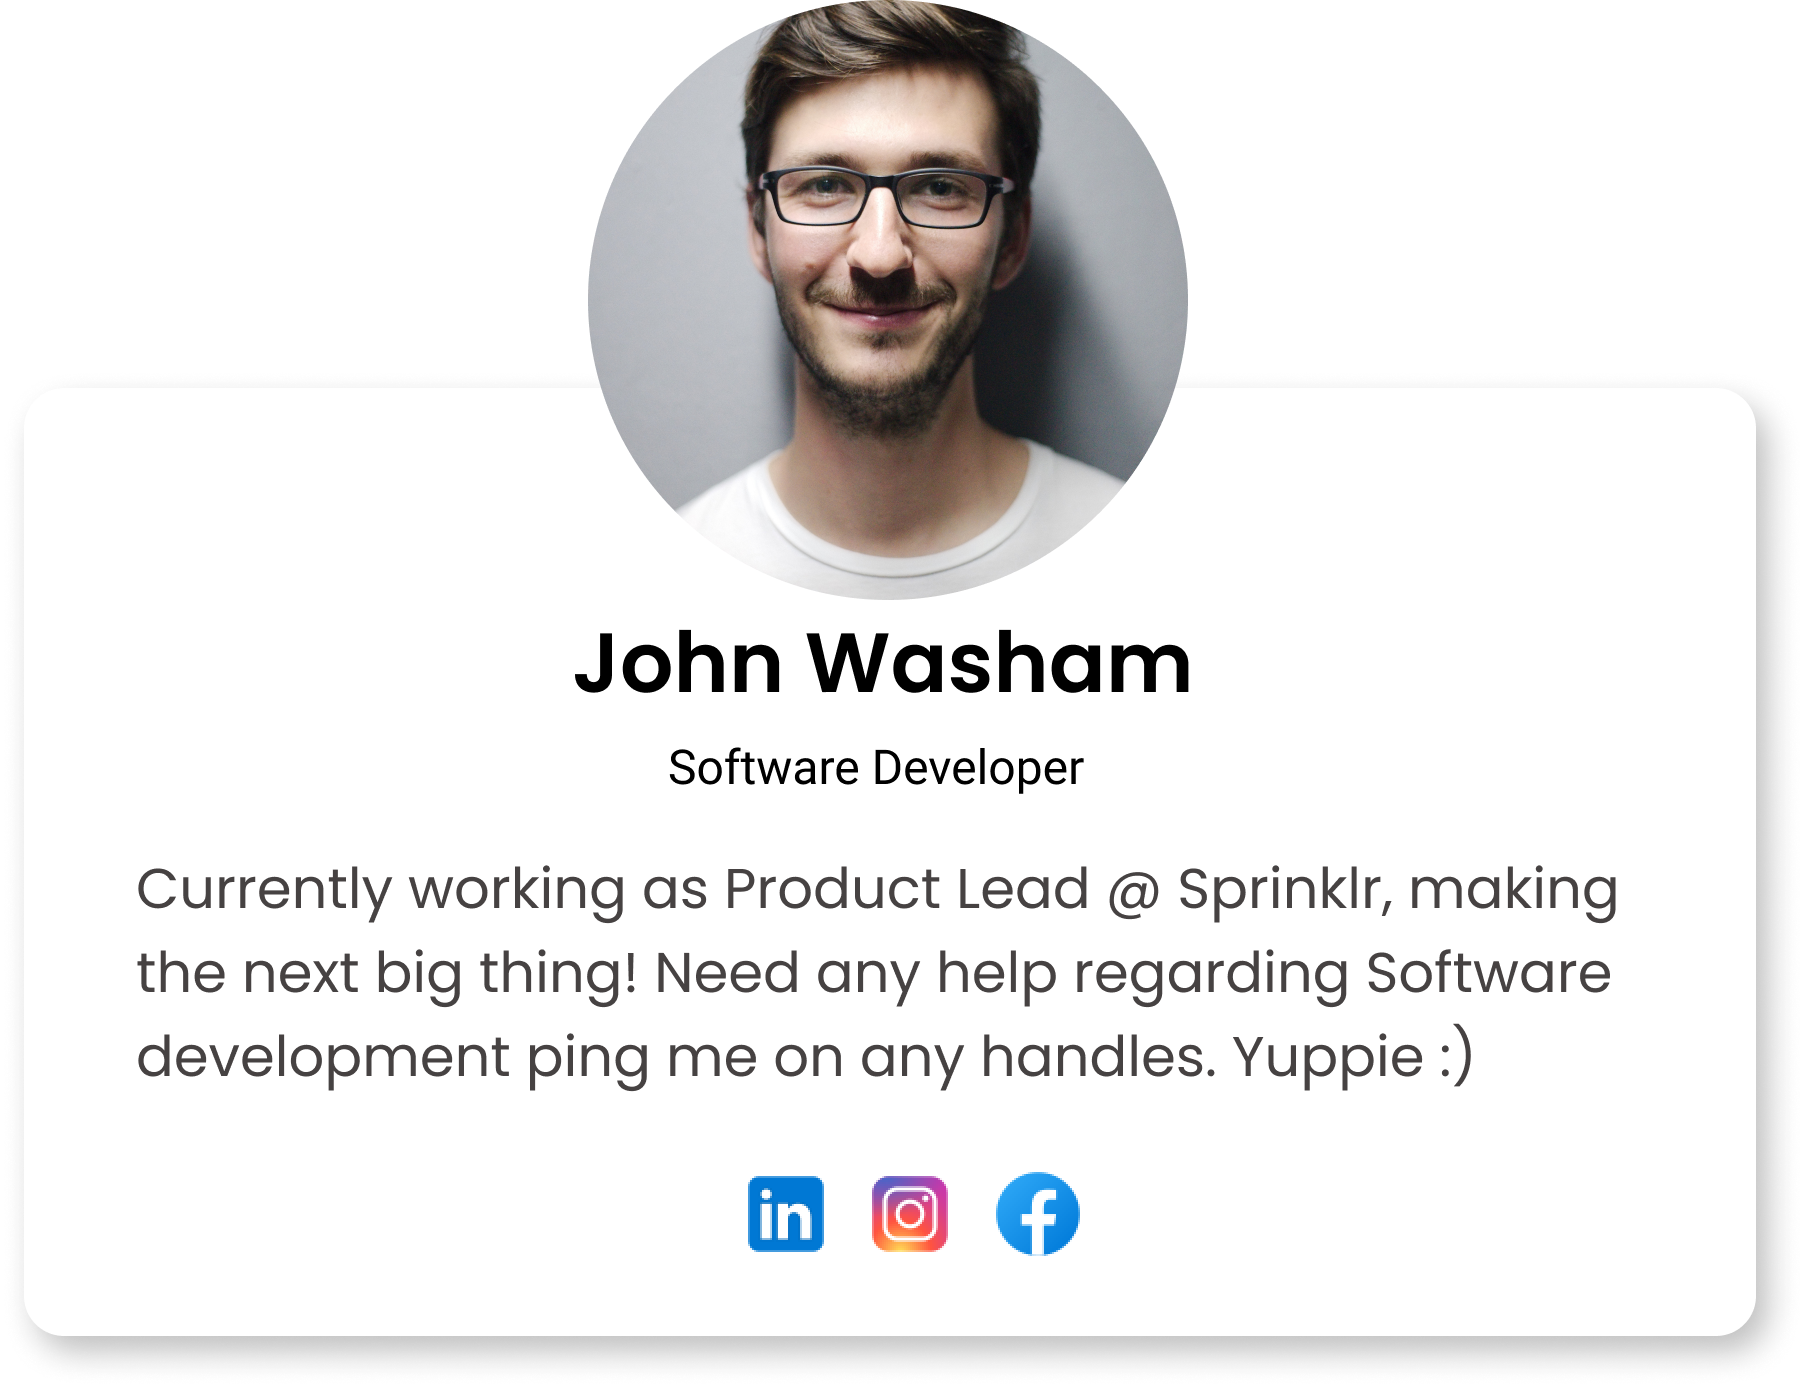 John Washam
Software Developer
Currently working as Product Lead @ Sprinklr, making
the next big thing! Need any help regarding Software
development ping me on any handles. Yuppie :)
in
f